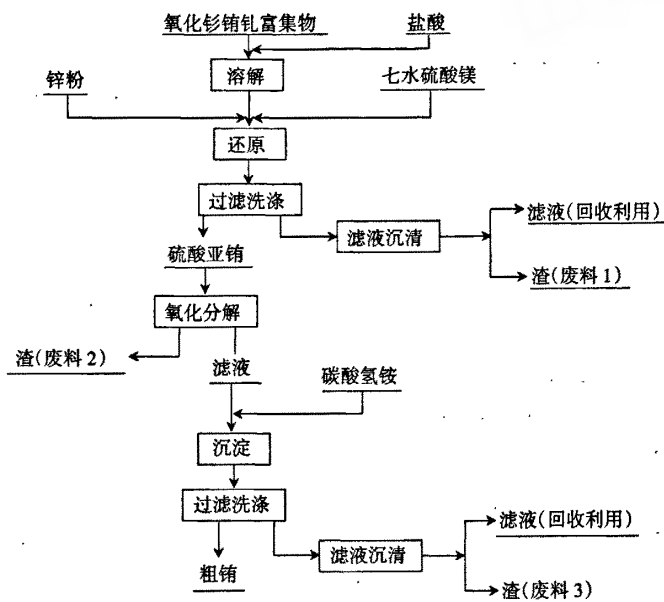 氧化钐铕钆富集物
盐酸
溶解
锌粉
七水硫酸镁
还原
过滤洗涤
滤液沉清
滤液(回收利用)
渣(废料1)
硫酸亚铕
氧化分解
渣(废料2)
滤液
碳酸氢铵
沉淀
过滤洗涤
滤液沉清
滤液(回收利用)
渣(废料3)
粗铕